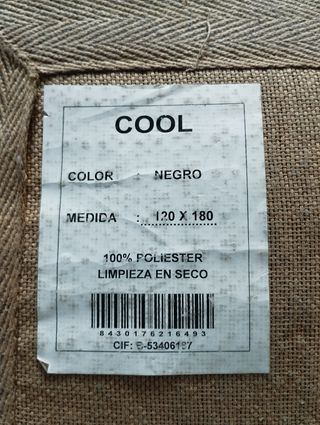 COOL
COLOR : NEGRO
MEDIDA : 120 X 180
100% POLIESTER
LIMPIEZA EN SECO
8430176216493
CIF: B-53406187